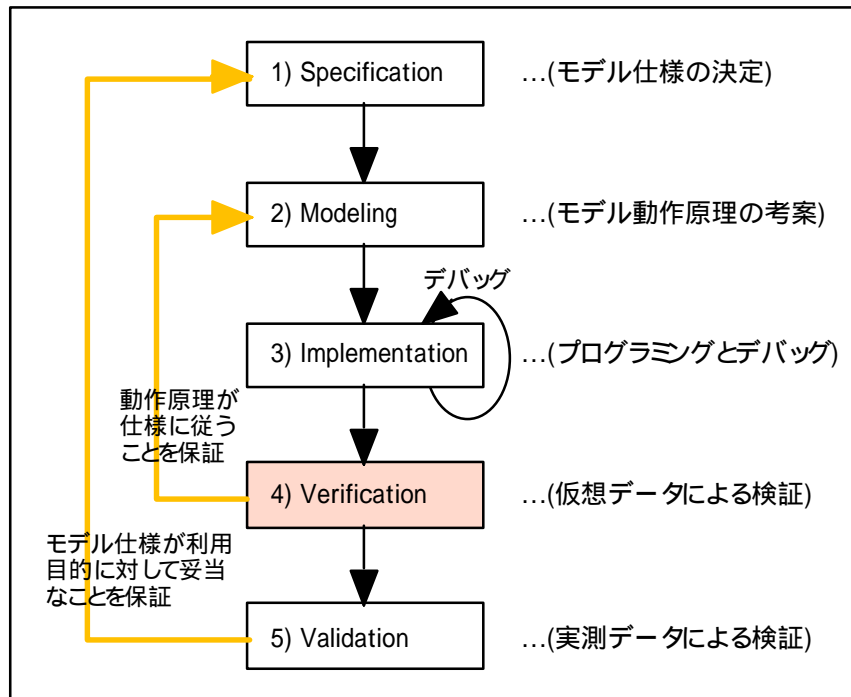 1) Specification
…(モデル仕様の決定)
2) Modeling
…(モデル動作原理の考案)
デバッグ
3) Implementation
…(プログラミングとデバッグ)
動作原理が
仕様に従う
ことを保証
4) Verification
…(仮想データによる検証)
モデル仕様が利用
目的に対して妥当
なことを保証
5) Validation
…(実測データによる検証)